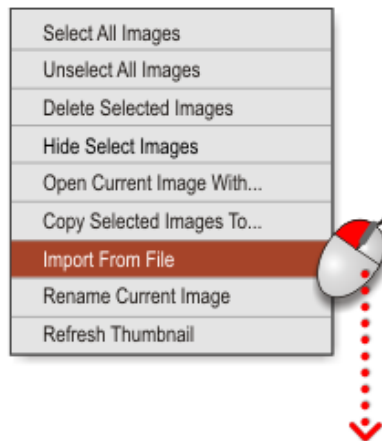 Select All Images
Unselect All Images
Delete Selected Images
Hide Select Images
Open Current Image With...
Copy Selected Images To...
Import From File
Rename Current Image
Refresh Thumbnail